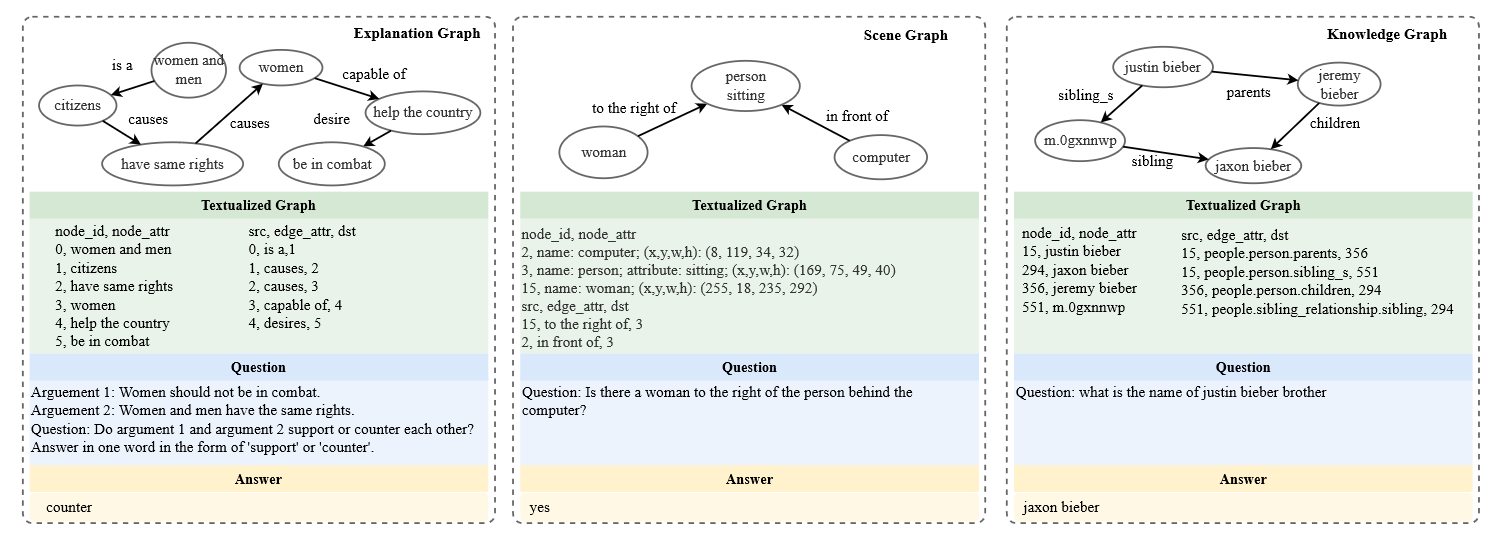 Explanation Graph
women and
men
is a
citizens
causes
have same rights
causes
women
capable of
help the country
desire
be in combat
Textualized Graph
node_id, node_attr
0, women and men
1, citizens
2, have same rights
3, women
4, help the country
5, be in combat
src, edge_attr, dst
0, is a,1
1, causes, 2
2, causes, 3
3, capable of, 4
4, desires, 5
Question
Arguement 1: Women should not be in combat.
Arguement 2: Women and men have the same rights.
Question: Do argument 1 and argument 2 support or counter each other?
Answer in one word in the form of 'support' or 'counter'.
Answer
counter
Scene Graph
person
sitting
to the right of
in front of
woman
computer
Textualized Graph
node_id, node_attr
2, name: computer; (x,y,w,h): (8, 119, 34, 32)
3, name: person; attribute: sitting; (x,y,w,h): (169, 75, 49, 40)
15, name: woman; (x,y,w,h): (255, 18, 235, 292)
src, edge_attr, dst
15, to the right of, 3
2, in front of, 3
Question
Question: Is there a woman to the right of the person behind the
computer?
Answer
yes
Knowledge Graph
justin bieber
jeremy
bieber
parents
sibling_s
children
m.0gxnnwp
sibling
jaxon bieber
Textualized Graph
node_id, node_attr
15, justin bieber
294, jaxon bieber
356, jeremy bieber
551, m.0gxnnwp
src, edge_attr, dst
15, people.person.parents, 356
15, people.person.sibling_s, 551
356, people.person.children, 294
551, people.sibling_relationship.sibling, 294
Question
Question: what is the name of justin bieber brother
Answer
jaxon bieber